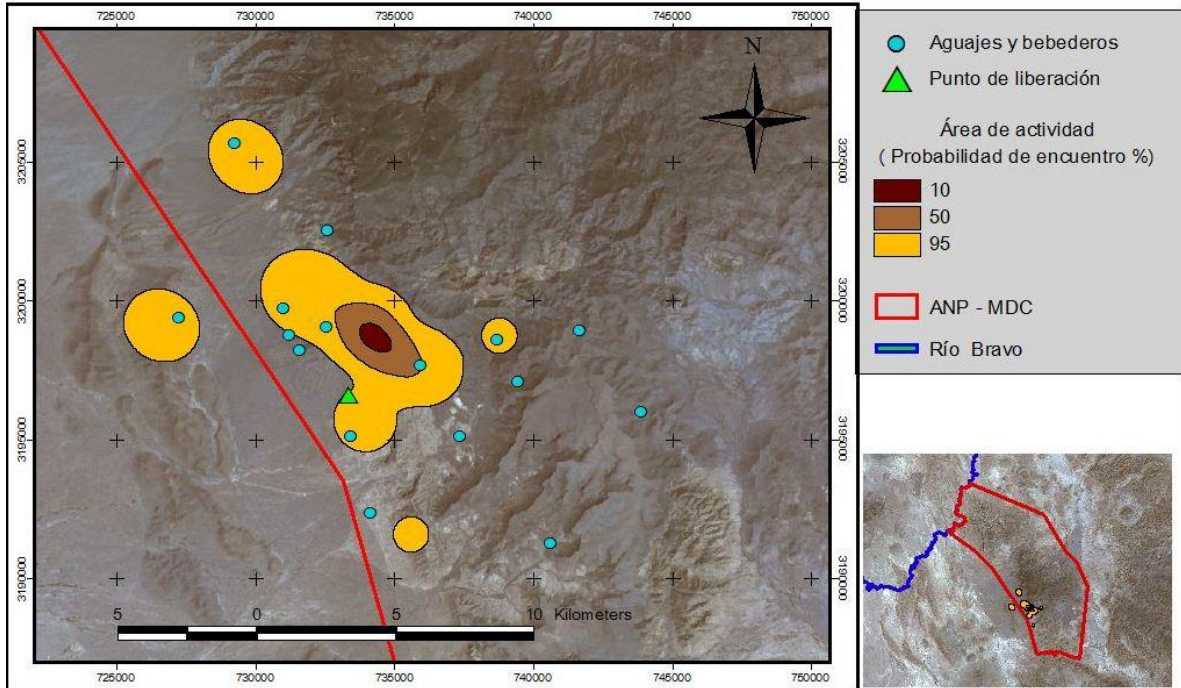 725000 730000 735000 740000 745000 750000
N
3205000 3205000
3200000 3200000
3195000 3195000
3190000 3190000
5 0 5 10 Kilometers
725000 730000 735000 740000 745000 750000
Aguajes y bebederos
Punto de liberación
Área de actividad
( Probabilidad de encuentro %)
10
50
95
ANP - MDC
Río Bravo